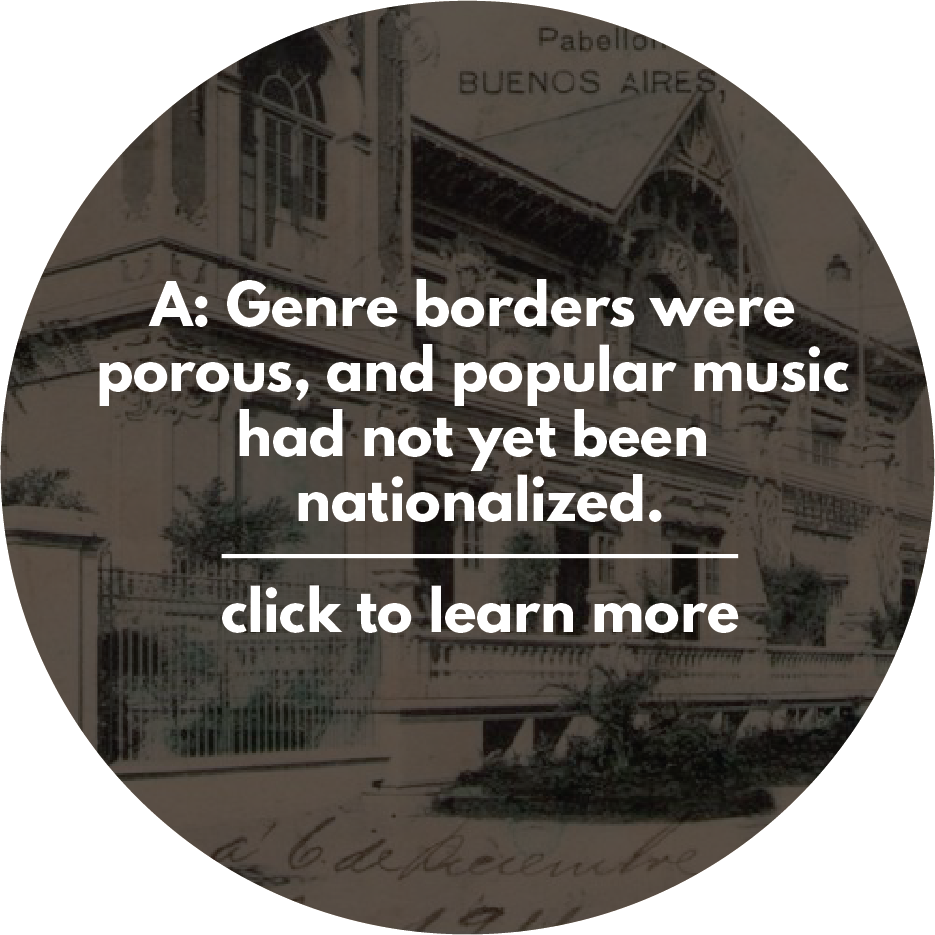 Pabellon
BUENOS AIRES,
A: Genre borders were
porous, and popular music
had not yet been
nationalized.
click to learn more
a 6 de Diciembre